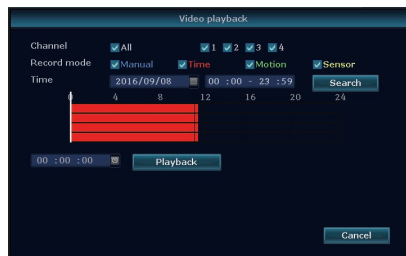 Video playback
Channel All 1 2 3 4
Record mode Manual Time Motion Sensor
Time 2016/09/08 00 :00 - 23 :59 Search
0 4 8 12 16 20 24
00 :00 :00 Playback
Cancel